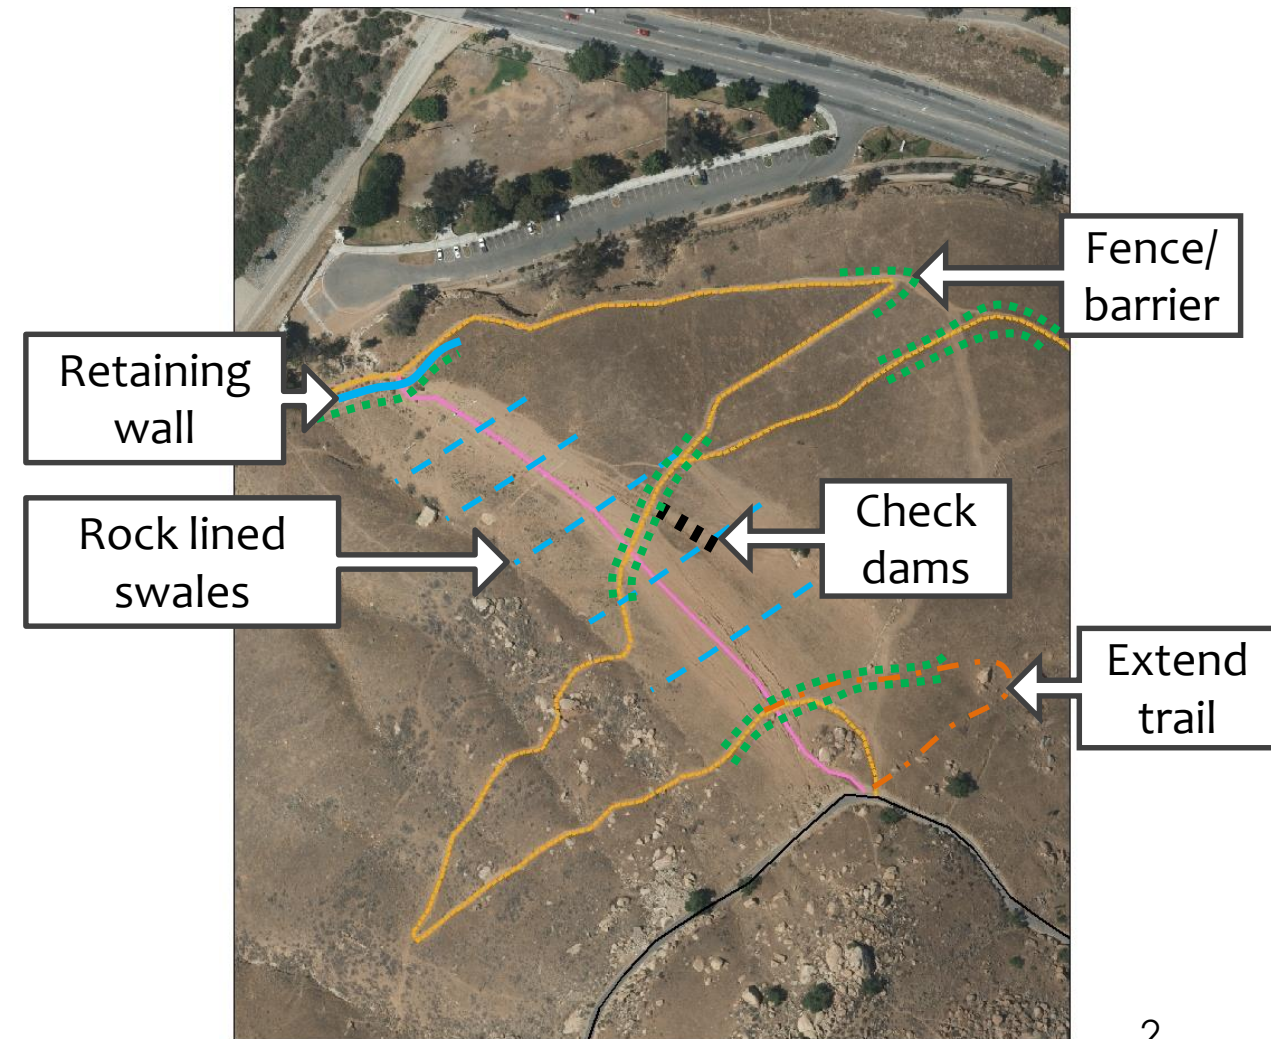 Fence/
barrier
Retaining
wall
Rock lined
swales
Check
dams
Extend
trail
2